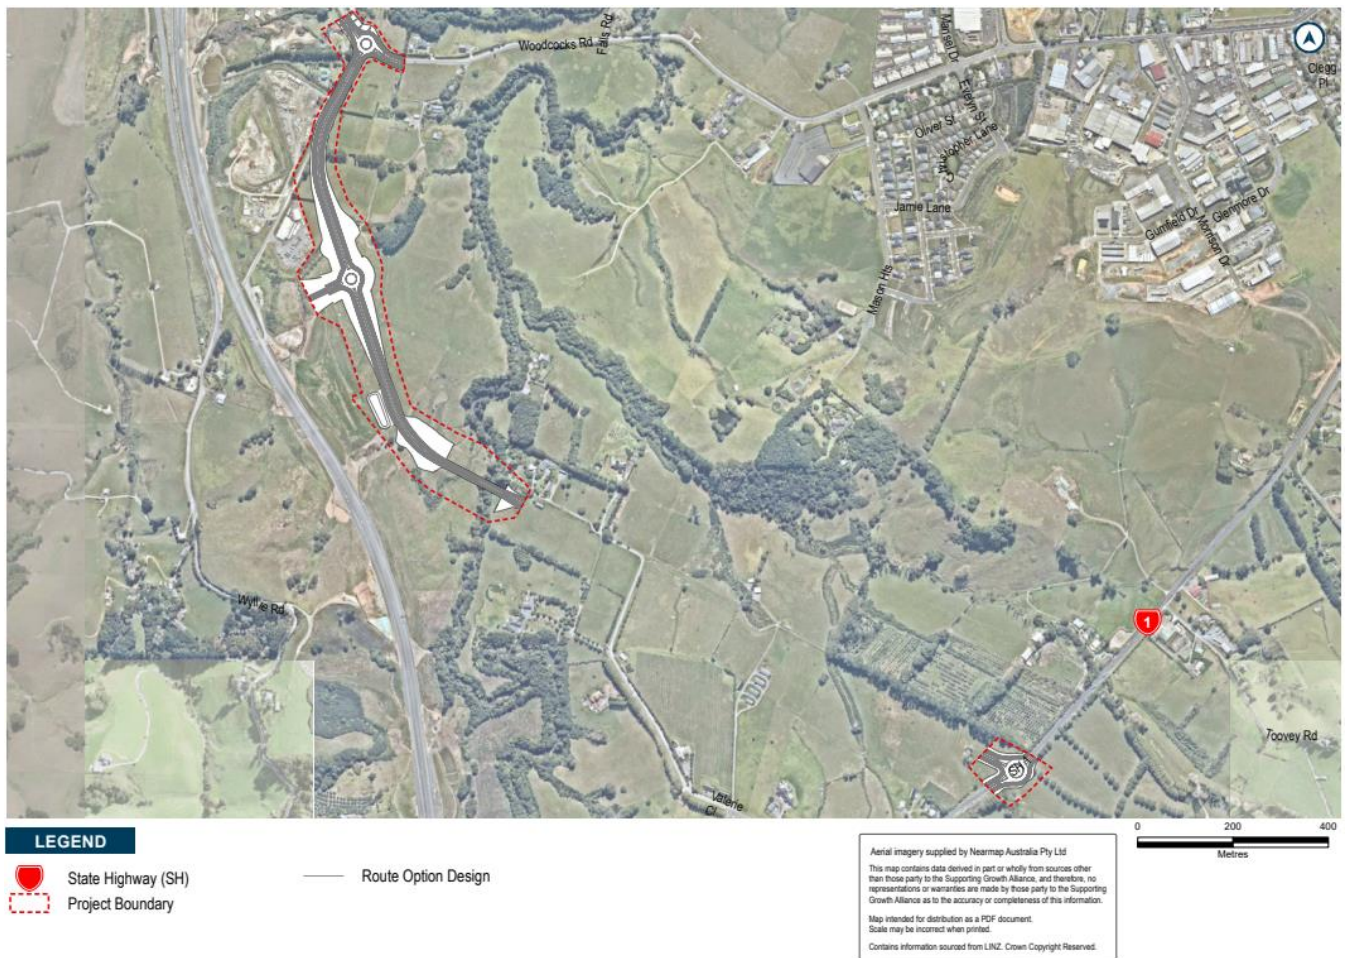 Woodcocks Rd
Falls Rd
Mansel Dr
Clegg
Pl
Evelyn St
Oliver St
Christopher Lane
Jamie Lane
Mason Hts
Gumfield Dr
Glenmore Dr
Morrison Dr
Wyllie Rd
1
Toovey Rd
Valerie
Cl
LEGEND
State Highway (SH)
Project Boundary
Route Option Design
Aerial imagery supplied by Nearmap Australia Pty Ltd
This map contains data derived in part or wholly from sources other
than those party to the Supporting Growth Alliance, and therefore, no
representations or warranties are made by those party to the Supporting
Growth Alliance as to the accuracy or completeness of this information.
Map intended for distribution as a PDF document.
Scale may be incorrect when printed.
Contains information sourced from LINZ. Crown Copyright Reserved.
0 200 400
Metres